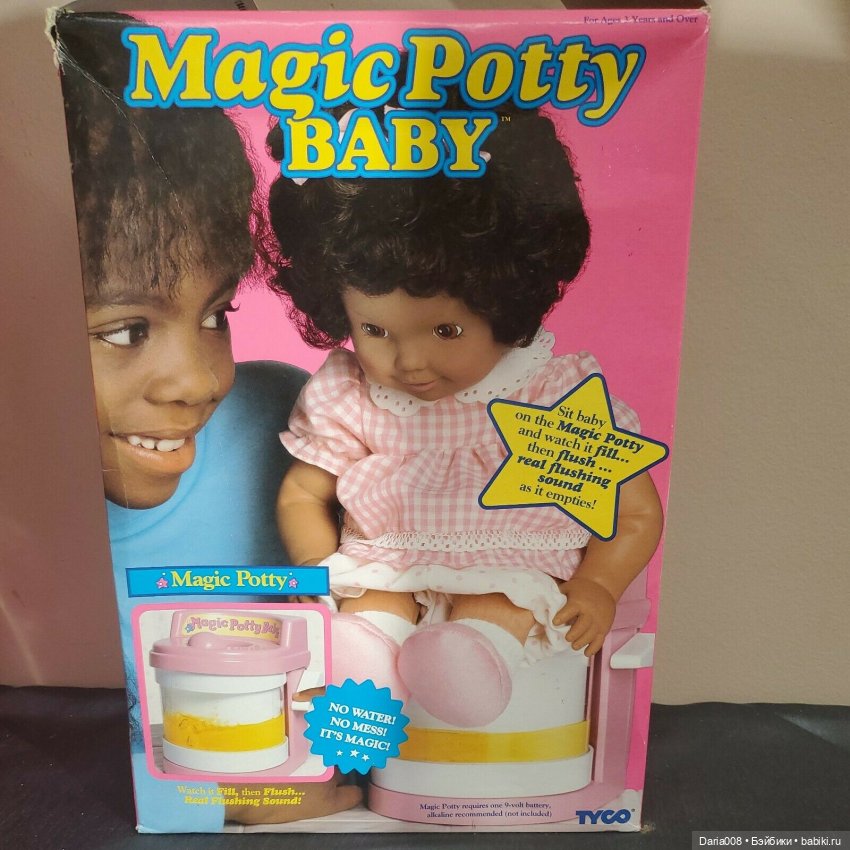 For Ages 3 Years and Over
Magic Potty
BABY™
Sit baby
on the Magic Potty
and watch it fill...
then flush ...
real flushing
sound
as it empties!
Magic Potty
Magic Potty Baby
NO WATER!
NO MESS!
IT'S MAGIC!
Watch it Fill, then Flush...
Real Flushing Sound!
Magic Potty requires one 9-volt battery,
alkaline recommended (not included)
TYCO®
Daria008 • Бэйбики • babiki.ru